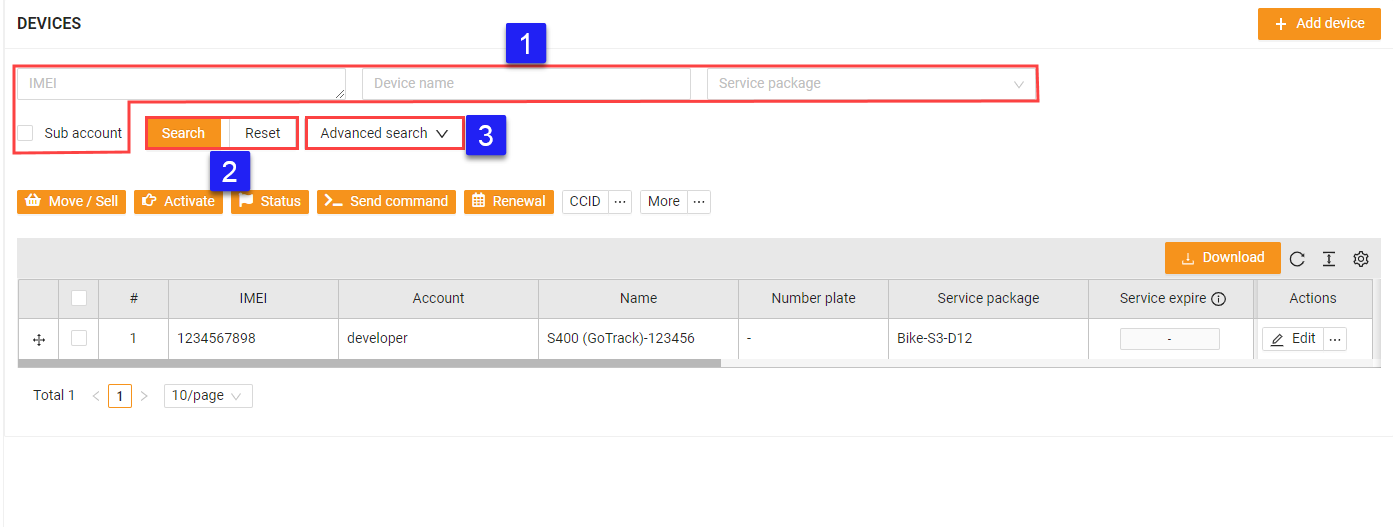 DEVICES
Add device
1
IMEI Device name Service package
Sub account Search Reset Advanced search 3
2
Move / Sell Activate Status Send command Renewal CCID ··· More ···
Download
# IMEI Account Name Number plate Service package Service expire Actions
1 1234567898 developer S400 (GoTrack)-123456 - Bike-S3-D12 - Edit ···
Total 1 < 1 > 10/page